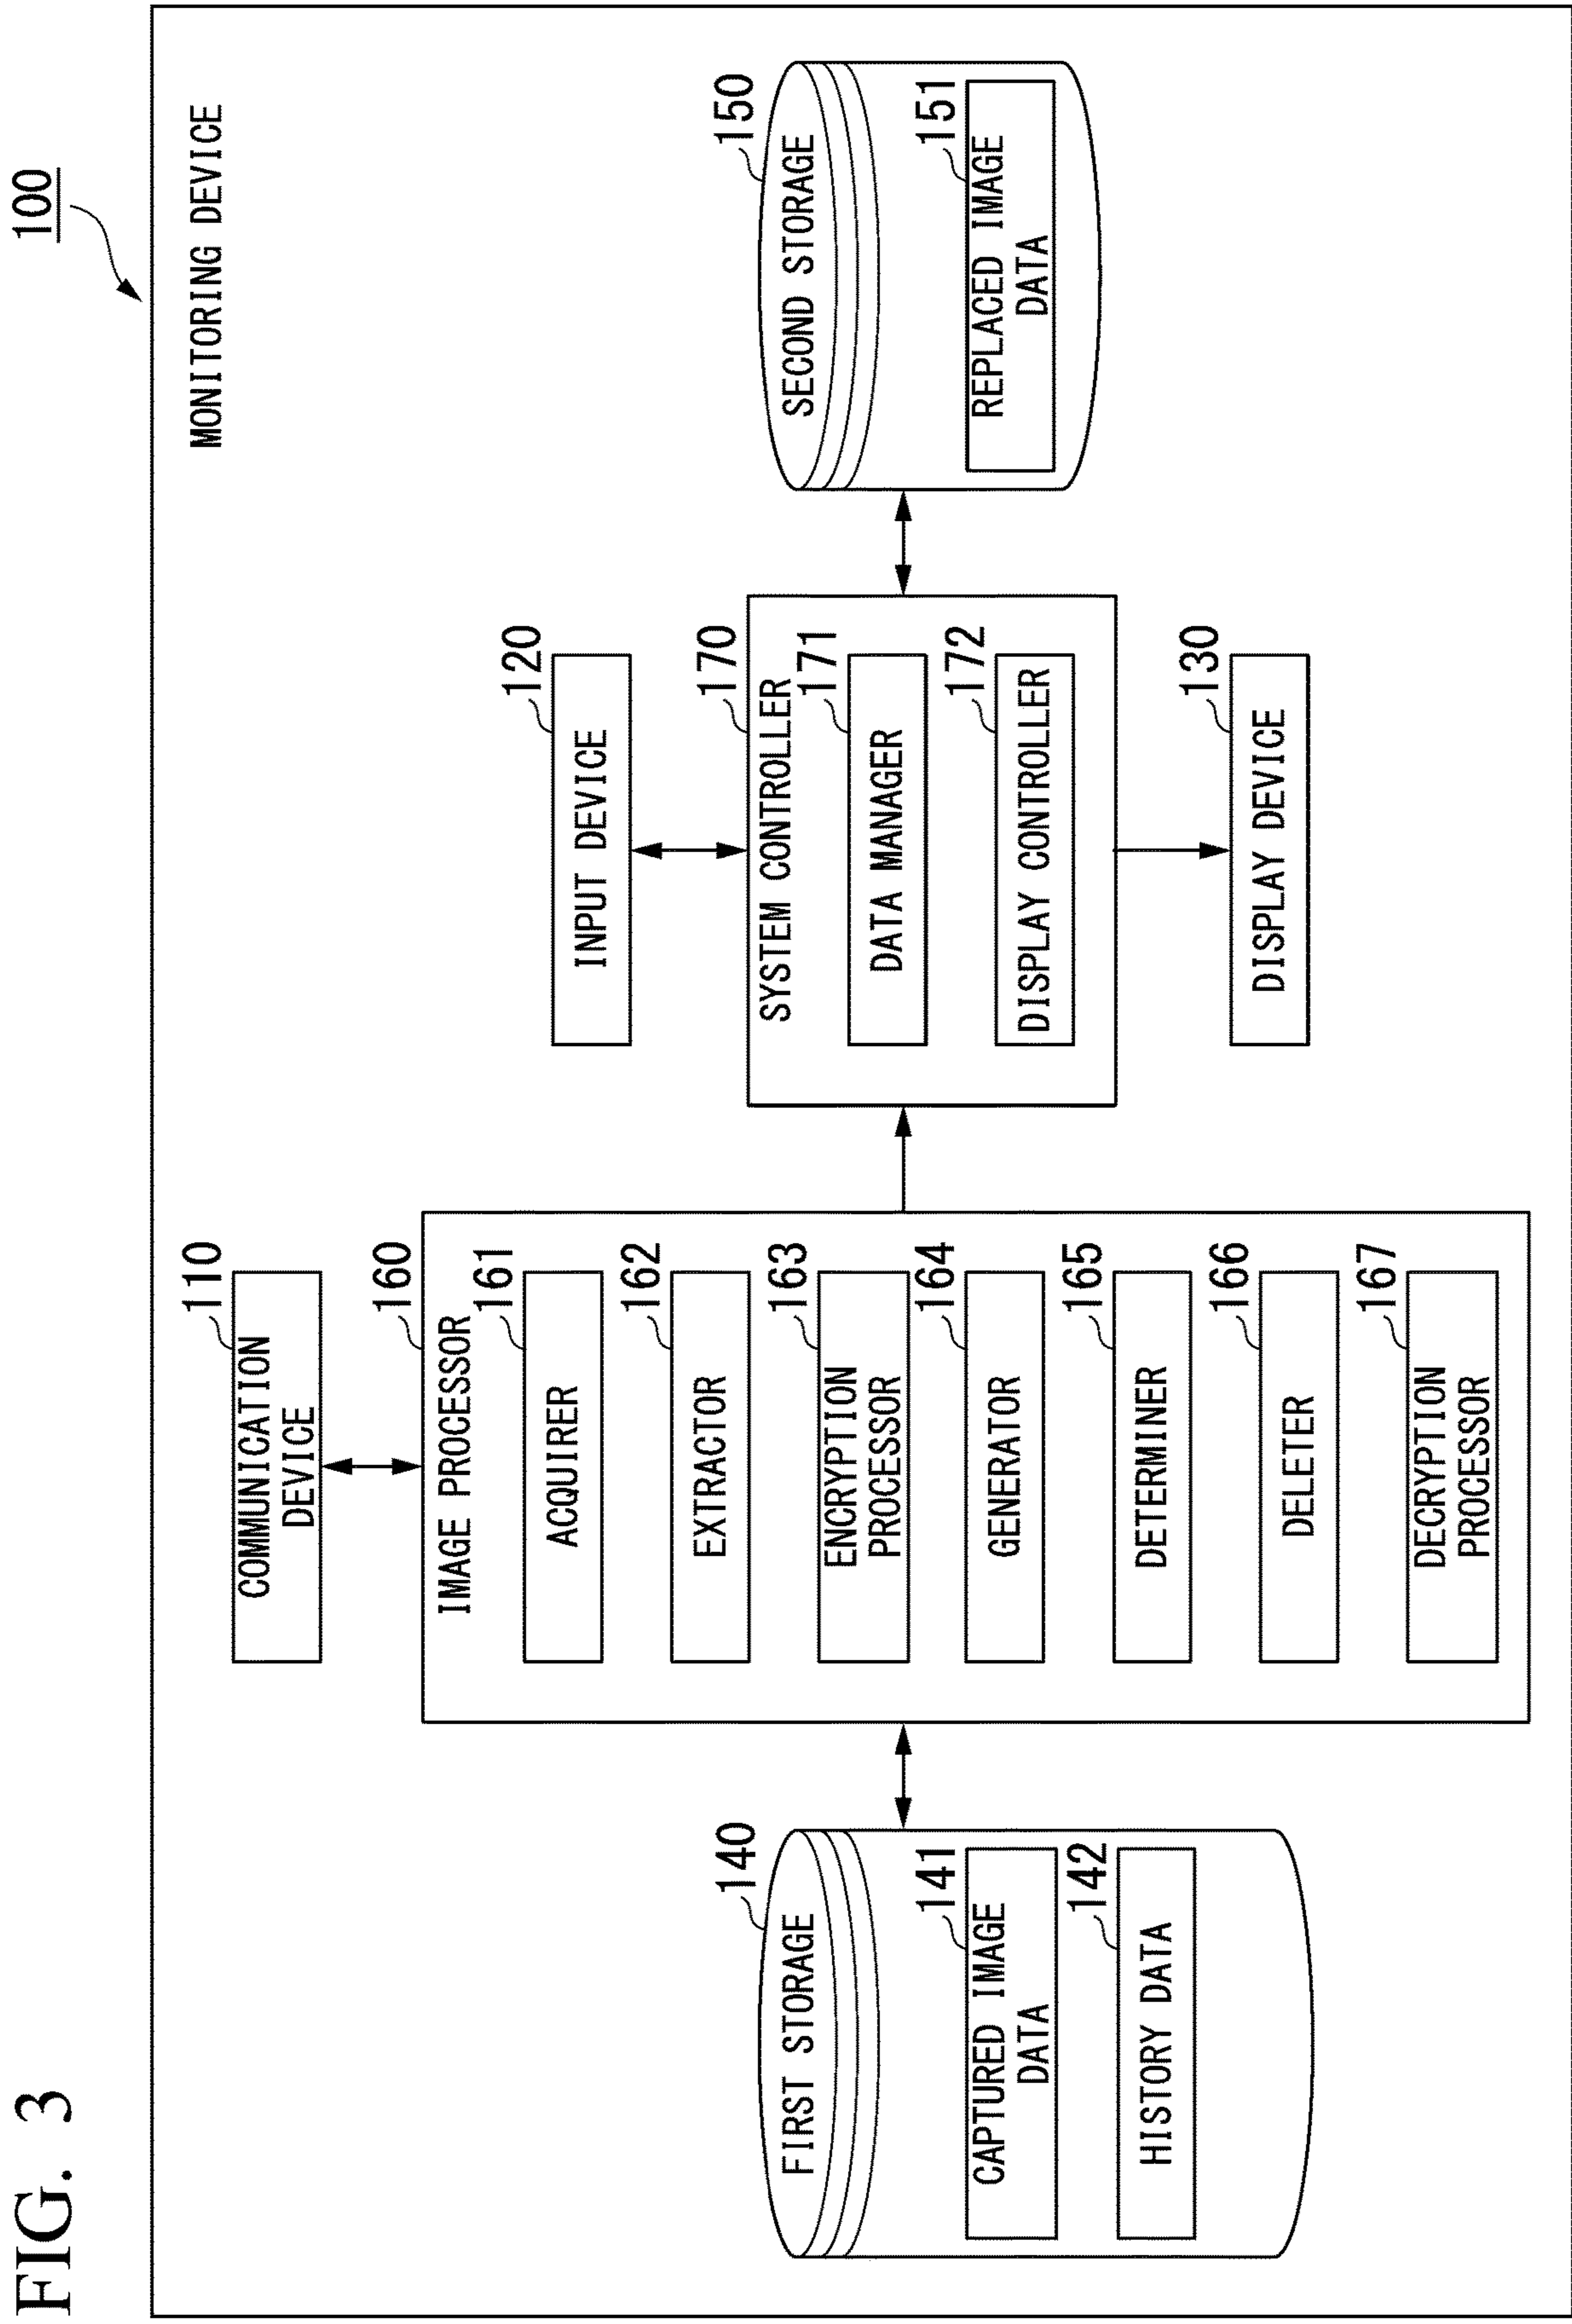 FIG. 3
100
MONITORING DEVICE
110
COMMUNICATION
DEVICE
160
IMAGE PROCESSOR
161
ACQUIRER
162
EXTRACTOR
163
ENCRYPTION
PROCESSOR
164
GENERATOR
165
DETERMINER
166
DELETER
167
DECRYPTION
PROCESSOR
140
FIRST STORAGE
141
CAPTURED IMAGE
DATA
142
HISTORY DATA
120
INPUT DEVICE
170
SYSTEM CONTROLLER
171
DATA MANAGER
172
DISPLAY CONTROLLER
130
DISPLAY DEVICE
150
SECOND STORAGE
151
REPLACED IMAGE
DATA